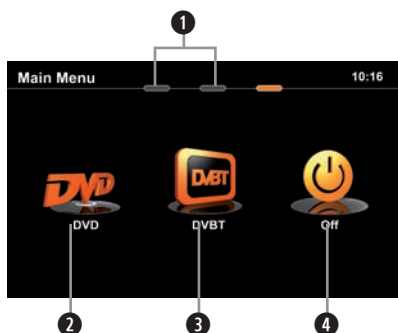 1
Main Menu 10:16
DVD DVBT
DVD DVBT Off
2 3 4